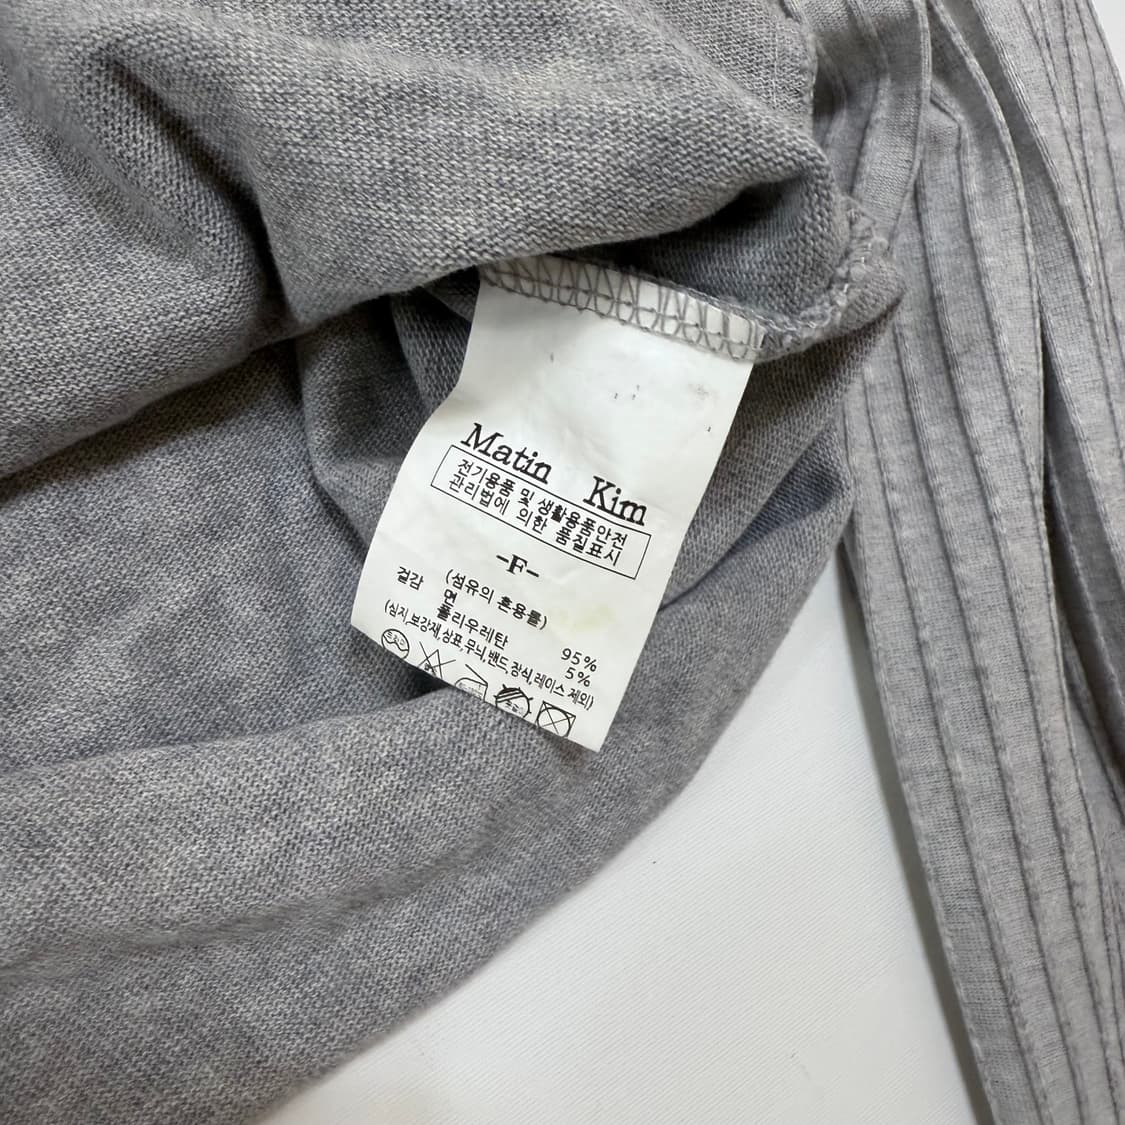 Matin Kim
전기용품 및 생활용품안전
관리법에 의한 품질표시
-F-
(섬유의 혼용률)
겉감 면 95%
폴리우레탄 5%
(심지,보강재,상표,무늬,밴드,장식,레이스 제외)